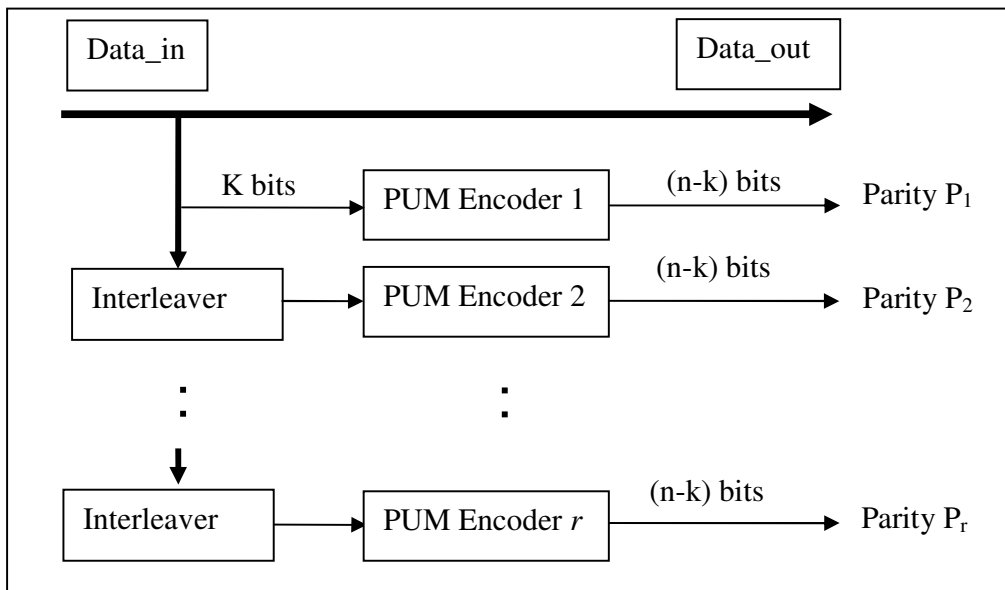 Data_in
Data_out
K bits
PUM Encoder 1
(n-k) bits
Parity P₁
Interleaver
PUM Encoder 2
(n-k) bits
Parity P₂
Interleaver
PUM Encoder r
(n-k) bits
Parity Pᵣ